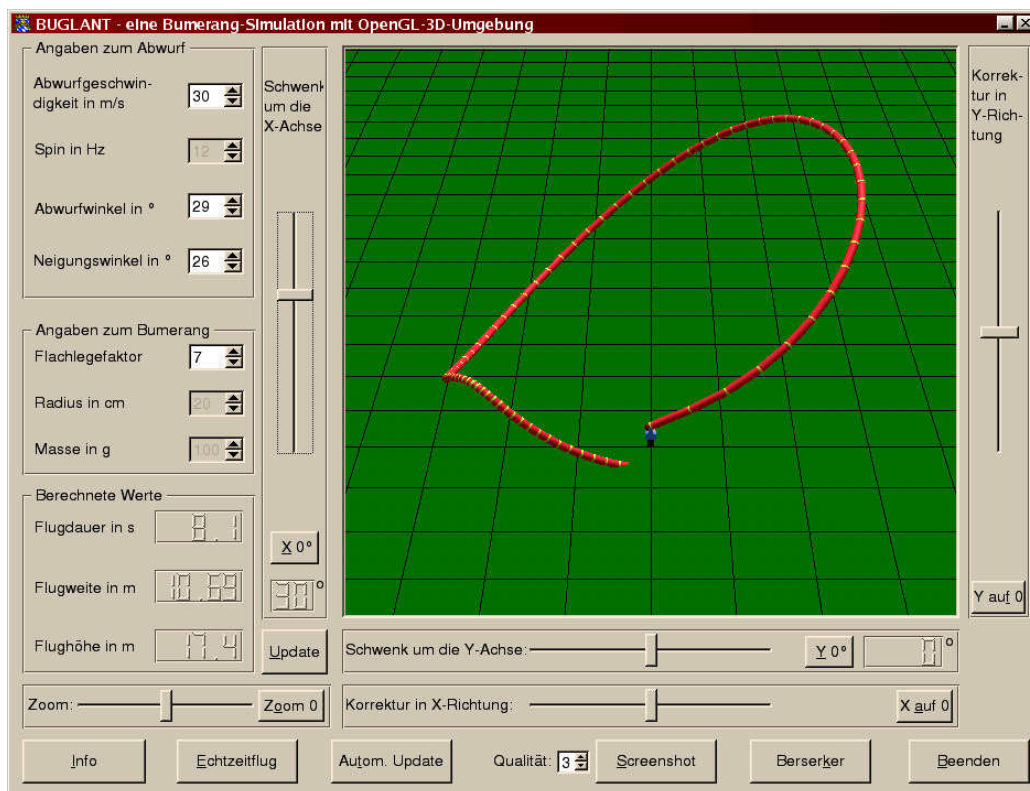 BUGLANT - eine Bumerang-Simulation mit OpenGL-3D-Umgebung
Angaben zum Abwurf
Abwurfgeschwin-
digkeit in m/s
30
Spin in Hz
12
Abwurfwinkel in °
29
Neigungswinkel in °
26
Angaben zum Bumerang
Flachlegefaktor
7
Radius in cm
20
Masse in g
100
Berechnete Werte
Flugdauer in s
8.1
Flugweite in m
10.69
Flughöhe in m
17.4
Schwenk
um die
X-Achse
X 0°
30°
Update
Korrek-
tur in
Y-Rich-
tung
Y auf 0
Schwenk um die Y-Achse:
Y 0°
0°
Zoom:
Zoom 0
Korrektur in X-Richtung:
X auf 0
Info
Echtzeitflug
Autom. Update
Qualität: 3
Screenshot
Berserker
Beenden